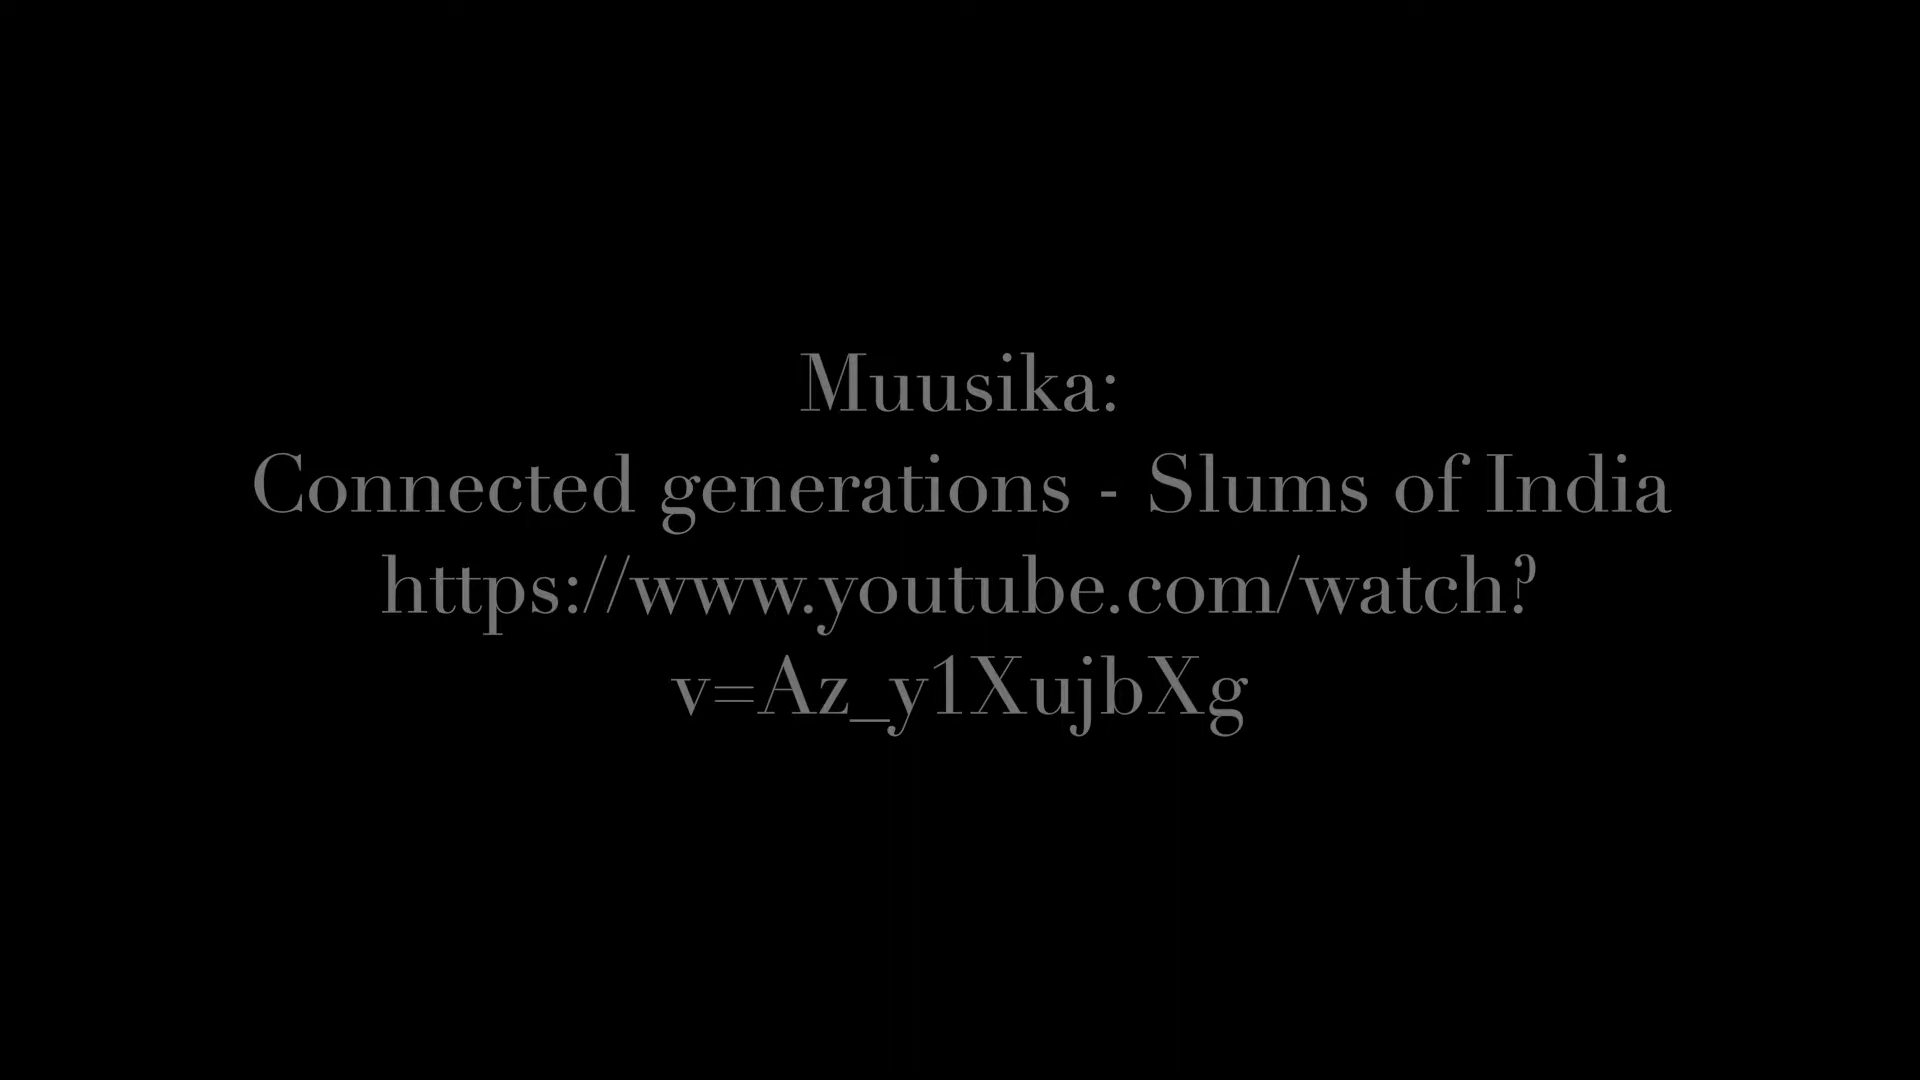 Muusika:
Connected generations - Slums of India
https://www.youtube.com/watch?
v=Az_y1XujbXg